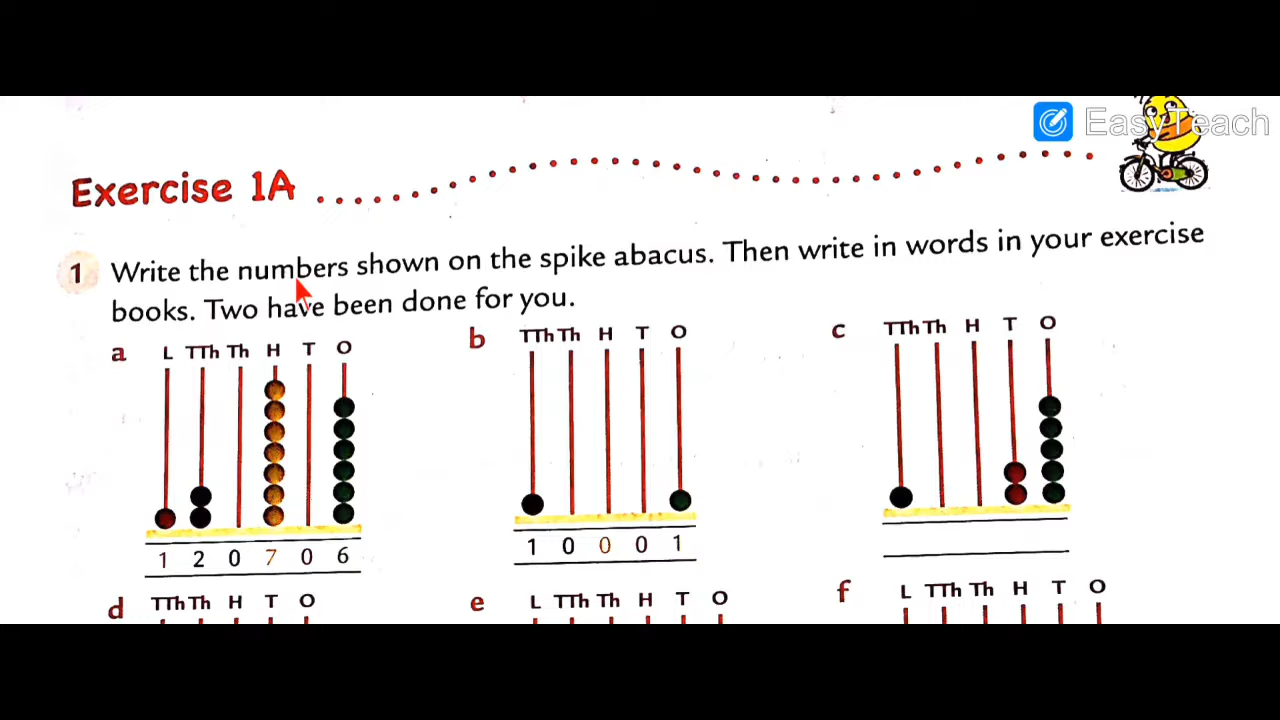 EasyTeach
Exercise 1A
1 Write the numbers shown on the spike abacus. Then write in words in your exercise
books. Two have been done for you.
a L TTh Th H T O
b TTh Th H T O
c TTh Th H T O
1 2 0 7 0 6
1 0 0 0 1
d TTh Th H T O
e L TTh Th H T O
f L TTh Th H T O